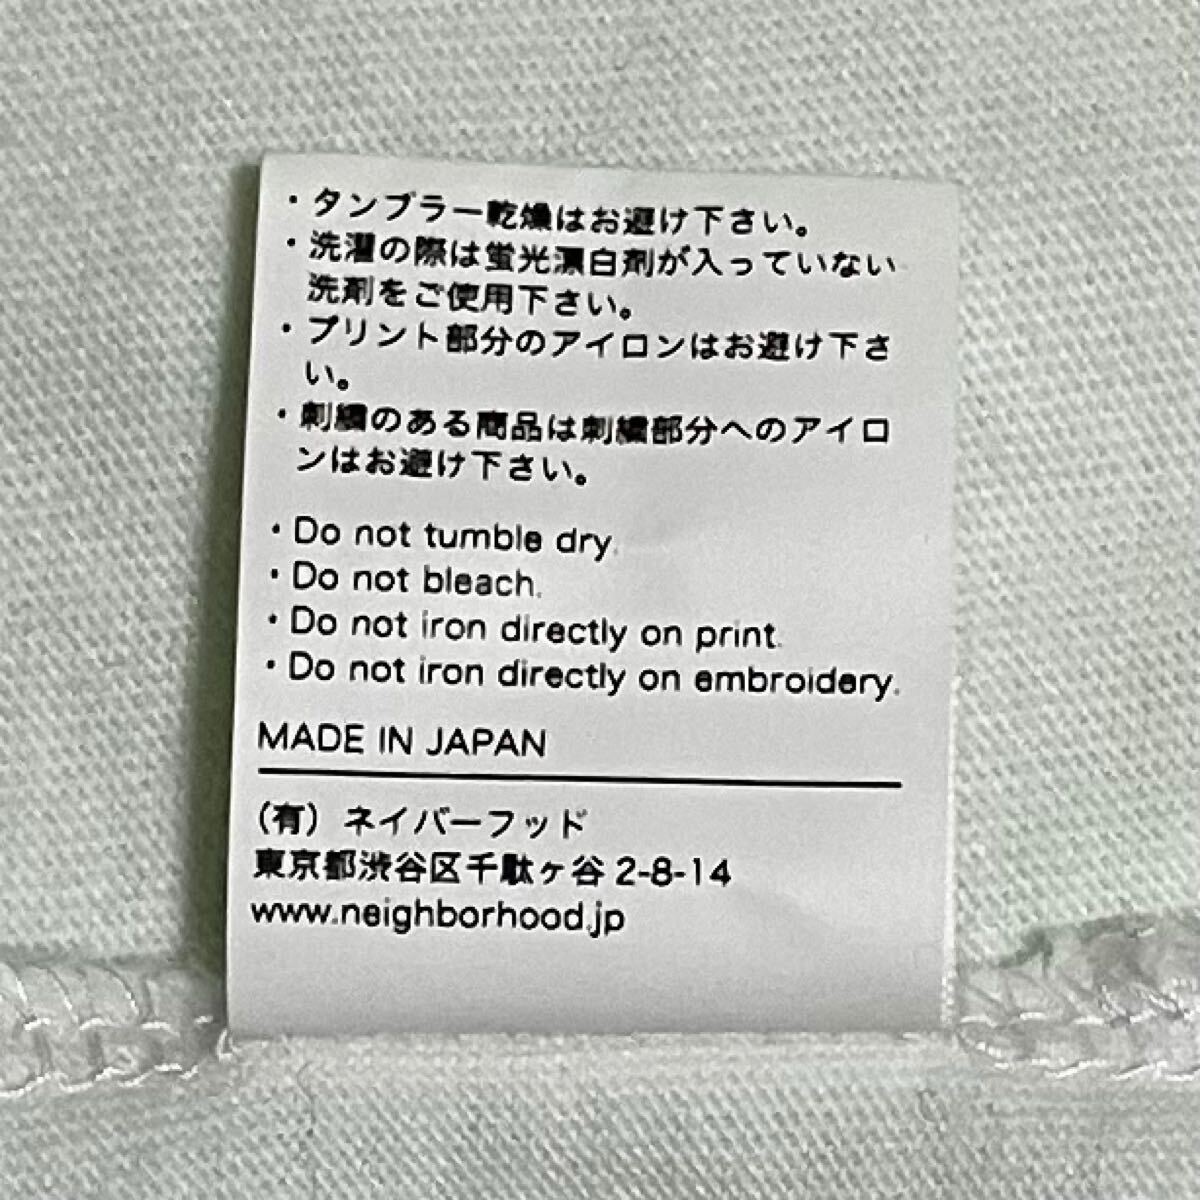 ・タンブラー乾燥はお避け下さい。
・洗濯の際は蛍光漂白剤が入っていない
洗剤をご使用下さい。
・プリント部分のアイロンはお避け下さ
い。
・刺繍のある商品は刺繍部分へのアイロ
ンはお避け下さい。
・Do not tumble dry.
・Do not bleach.
・Do not iron directly on print.
・Do not iron directly on embroidery.
MADE IN JAPAN
（有）ネイバーフッド
東京都渋谷区千駄ヶ谷 2-8-14
www.neighborhood.jp